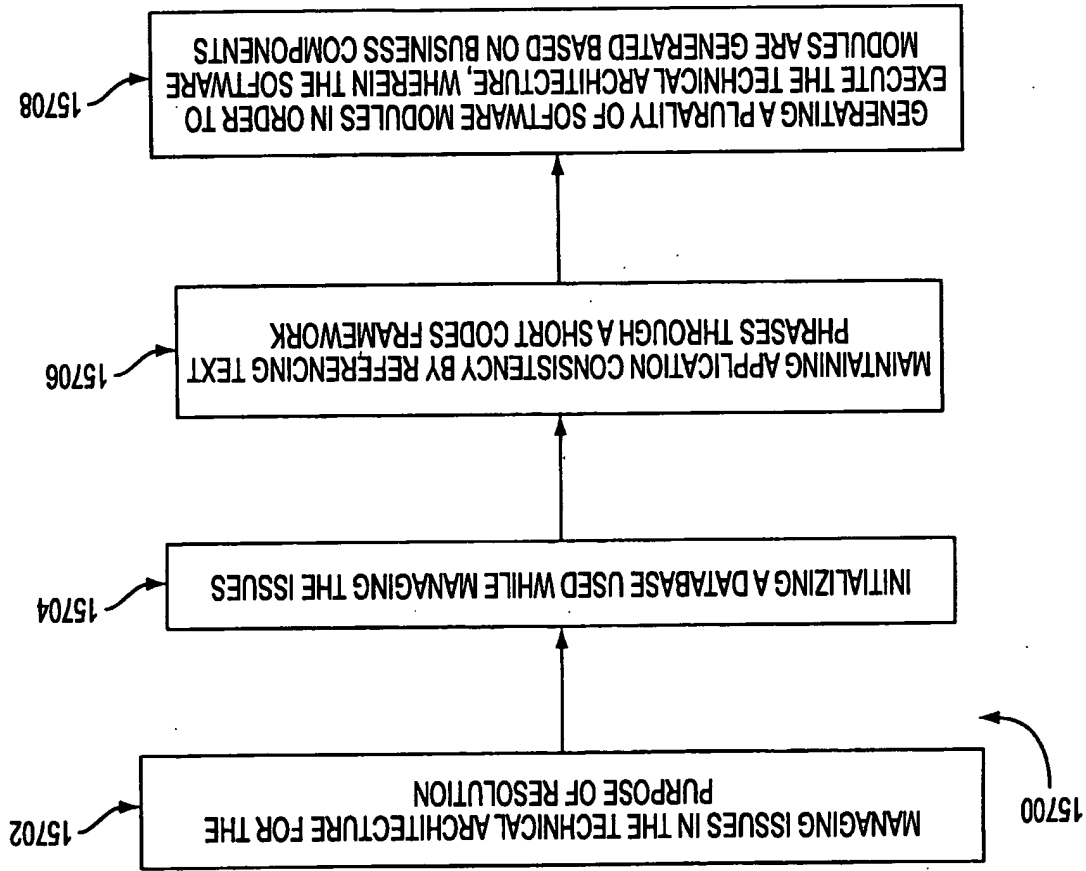 15700
15702
MANAGING ISSUES IN THE TECHNICAL ARCHITECTURE FOR THE
PURPOSE OF RESOLUTION
15704
INITIALIZING A DATABASE USED WHILE MANAGING THE ISSUES
15706
MAINTAINING APPLICATION CONSISTENCY BY REFERENCING TEXT
PHRASES THROUGH A SHORT CODES FRAMEWORK
15708
GENERATING A PLURALITY OF SOFTWARE MODULES IN ORDER TO
EXECUTE THE TECHNICAL ARCHITECTURE, WHEREIN THE SOFTWARE
MODULES ARE GENERATED BASED ON BUSINESS COMPONENTS